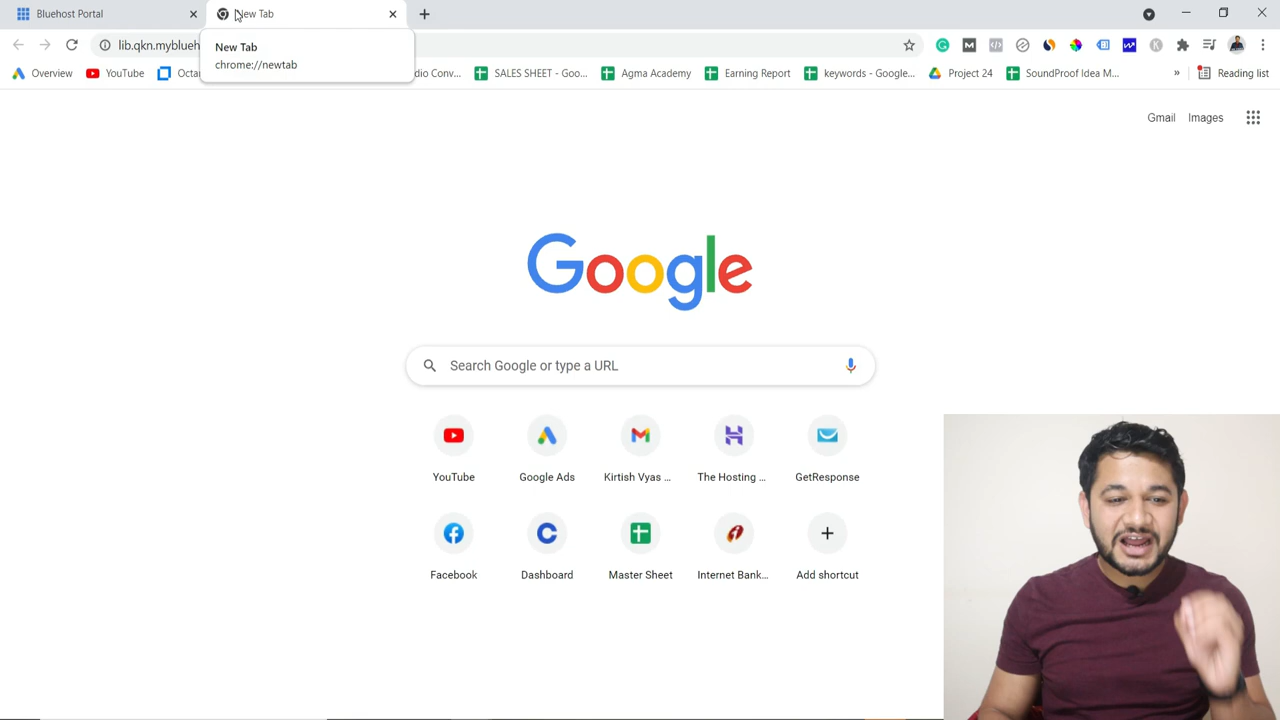 Bluehost Portal
New Tab
lib.qkn.myblueh
New Tab
chrome://newtab
Overview
YouTube
Octa
dio Conv...
SALES SHEET - Goo...
Agma Academy
Earning Report
keywords - Google...
Project 24
SoundProof Idea M...
»
Reading list
Gmail
Images
Google
Search Google or type a URL
YouTube
Google Ads
Kirtish Vyas ...
The Hosting ...
GetResponse
Facebook
Dashboard
Master Sheet
Internet Bank...
Add shortcut